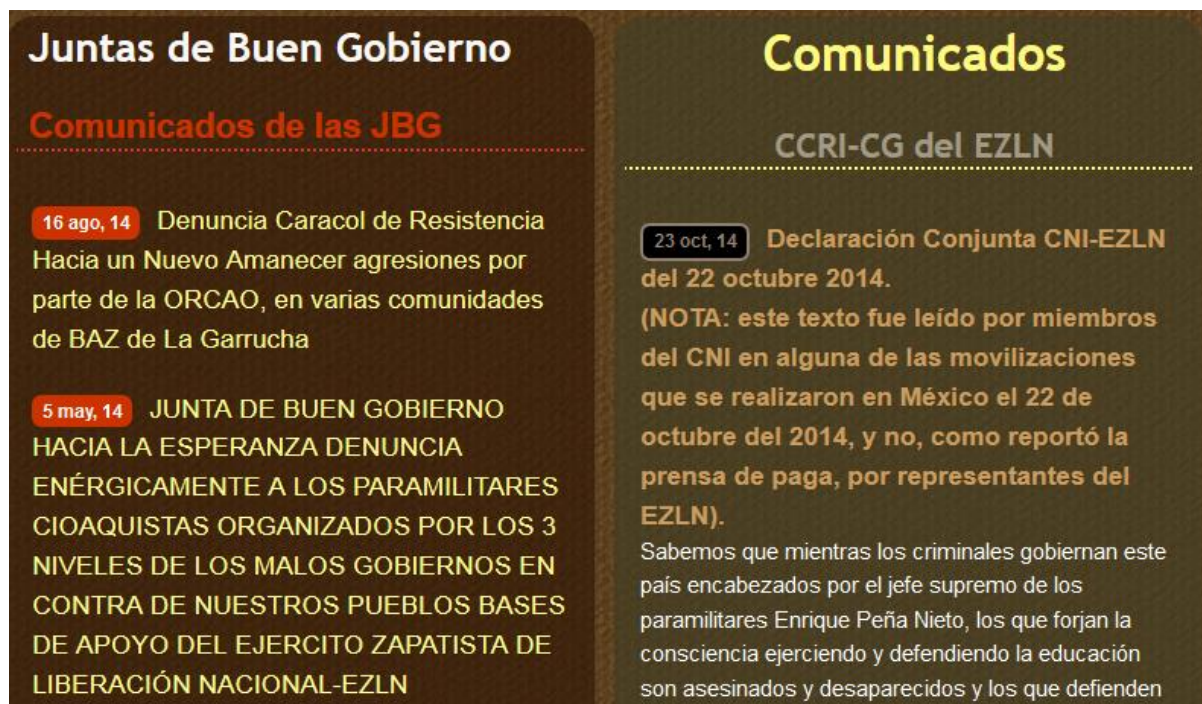 Juntas de Buen Gobierno
Comunicados de las JBG
16 ago, 14 Denuncia Caracol de Resistencia
Hacia un Nuevo Amanecer agresiones por
parte de la ORCAO, en varias comunidades
de BAZ de La Garrucha
5 may, 14 JUNTA DE BUEN GOBIERNO
HACIA LA ESPERANZA DENUNCIA
ENÉRGICAMENTE A LOS PARAMILITARES
CIOAQUISTAS ORGANIZADOS POR LOS 3
NIVELES DE LOS MALOS GOBIERNOS EN
CONTRA DE NUESTROS PUEBLOS BASES
DE APOYO DEL EJERCITO ZAPATISTA DE
LIBERACIÓN NACIONAL-EZLN
Comunicados
CCRI-CG del EZLN
23 oct, 14 Declaración Conjunta CNI-EZLN
del 22 octubre 2014.
(NOTA: este texto fue leído por miembros
del CNI en alguna de las movilizaciones
que se realizaron en México el 22 de
octubre del 2014, y no, como reportó la
prensa de paga, por representantes del
EZLN).
Sabemos que mientras los criminales gobiernan este
país encabezados por el jefe supremo de los
paramilitares Enrique Peña Nieto, los que forjan la
consciencia ejerciendo y defendiendo la educación
son asesinados y desaparecidos y los que defienden